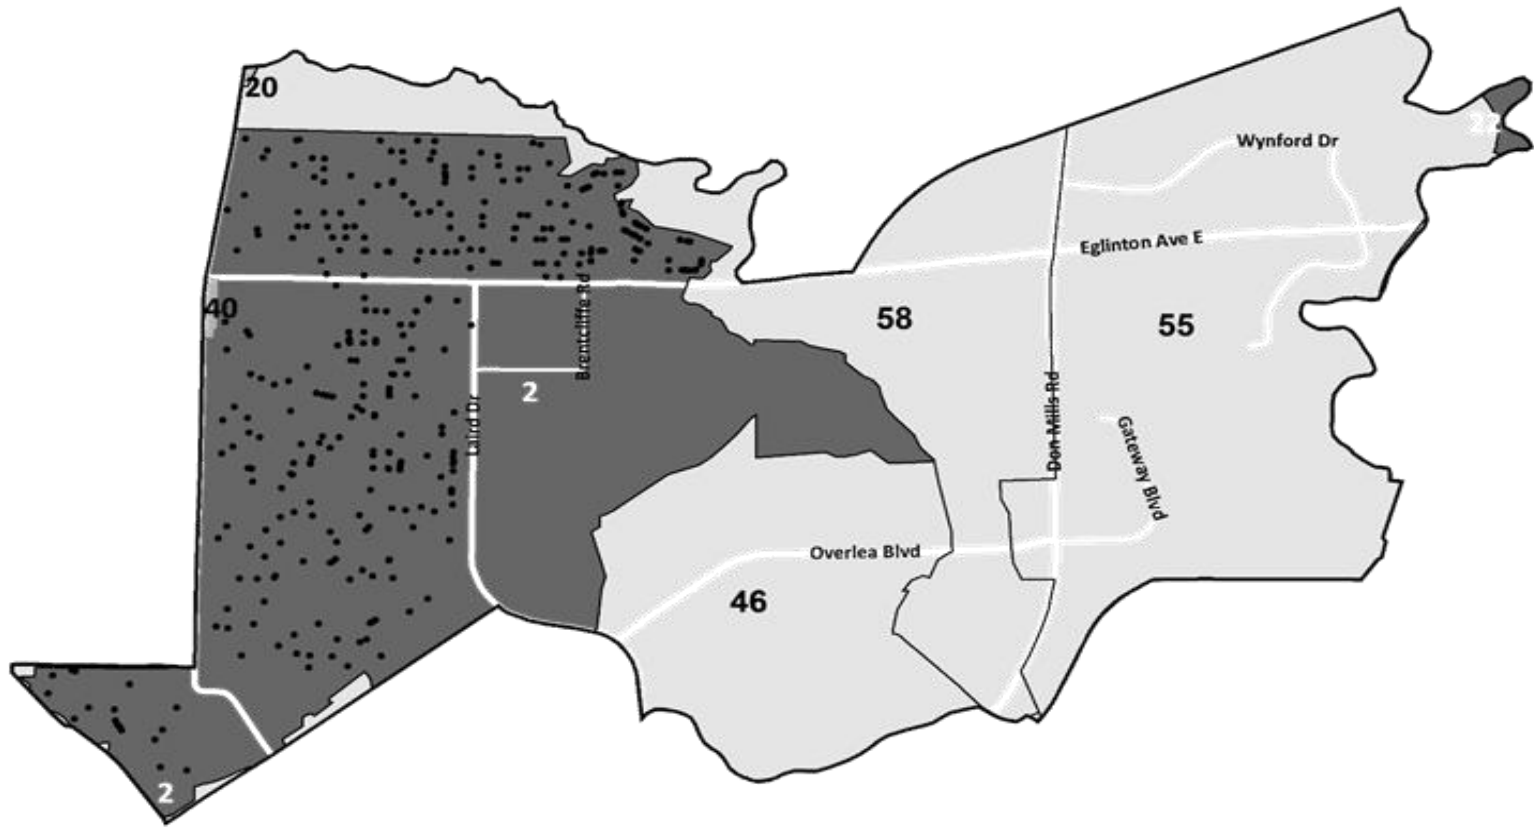 20
Wynford Dr
22
Eglinton Ave E
40
58
55
Brentcliffe Rd
2
Laird Dr
Don Mills Rd
Gateway Blvd
Overlea Blvd
46
2